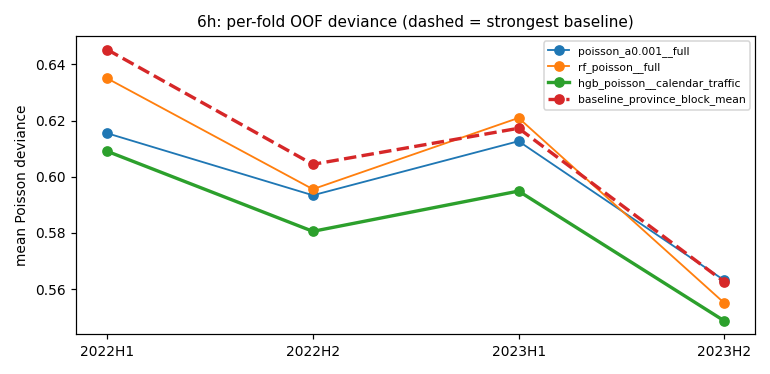 6h: per-fold OOF deviance (dashed = strongest baseline)
poisson_a0.001__full
rf_poisson__full
hgb_poisson__calendar_traffic
baseline_province_block_mean
mean Poisson deviance
0.64
0.62
0.60
0.58
0.56
2022H1 2022H2 2023H1 2023H2